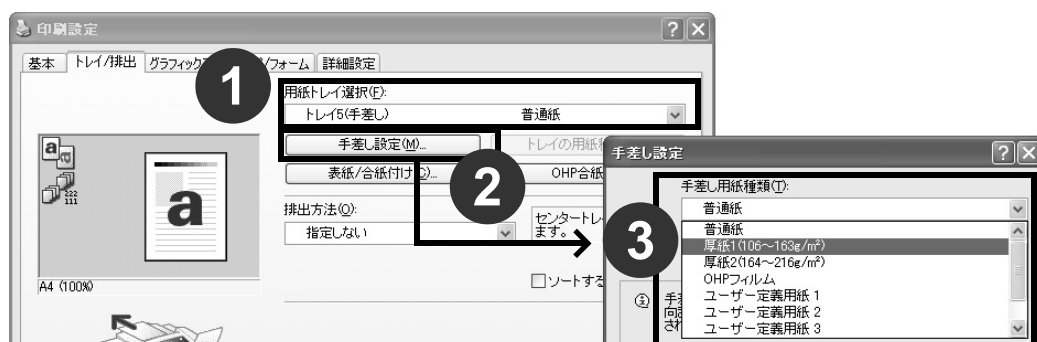 印刷設定
基本 トレイ/排出 グラフィック /フォーム 詳細設定
1
用紙トレイ選択(F):
トレイ5(手差し) 普通紙
手差し設定(M)... トレイの用紙
表紙/合紙付け(C)... OHP合紙
2
排出方法(O):
指定しない
センタートレ
ます。
ソートする
a
a
222
111
a
A4 (100%)
手差し設定
手差し用紙種類(T):
普通紙
3
普通紙
厚紙1(106～163g/m²)
厚紙2(164～216g/m²)
OHPフィルム
ユーザー定義用紙 1
ユーザー定義用紙 2
ユーザー定義用紙 3
手差
向き
され